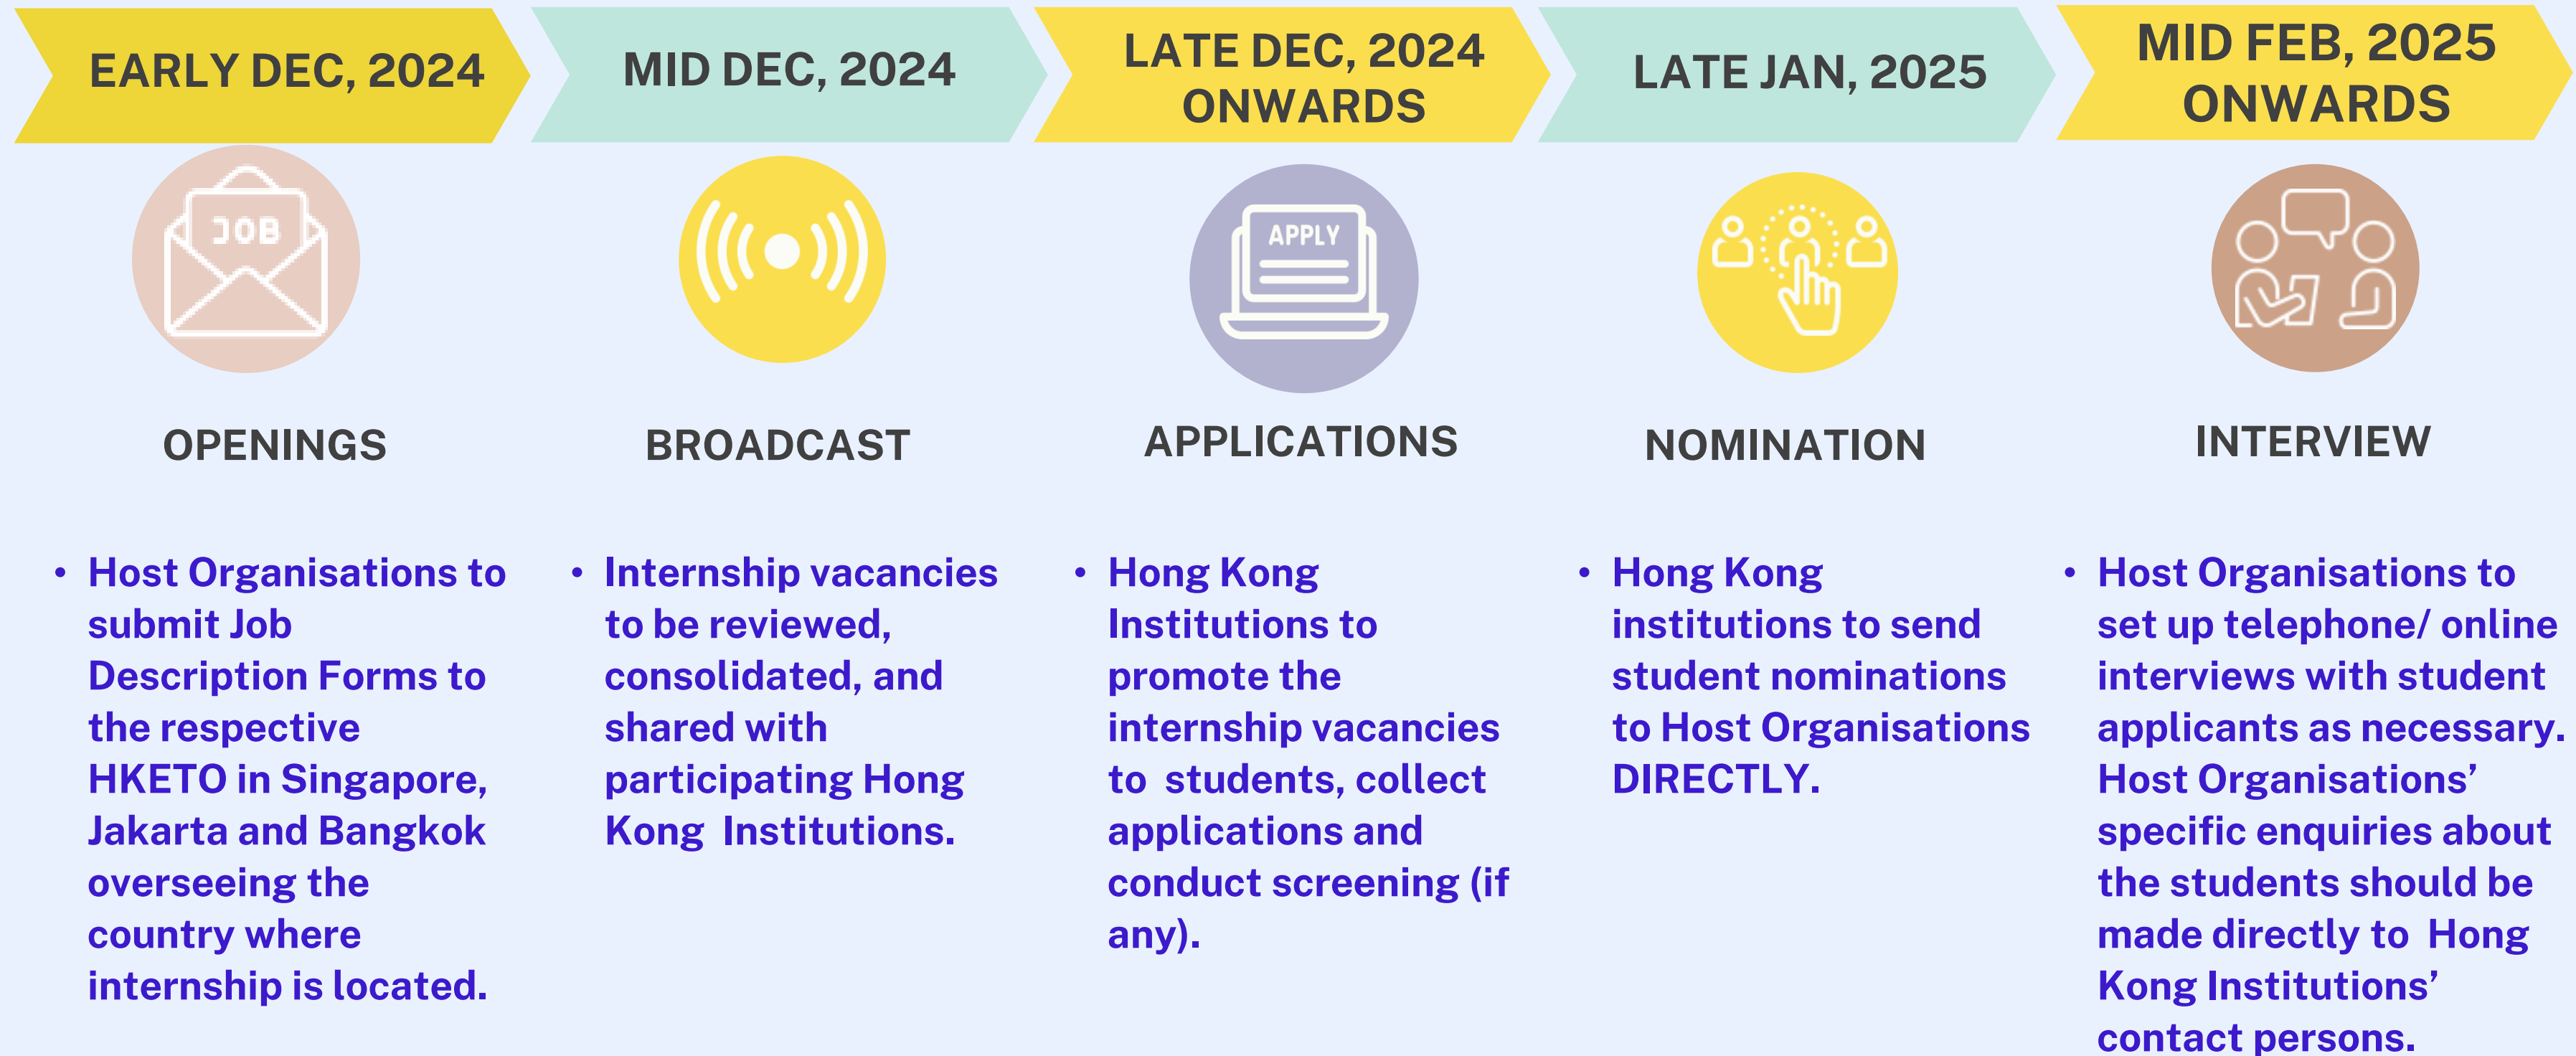 EARLY DEC, 2024
MID DEC, 2024
LATE DEC, 2024
ONWARDS
LATE JAN, 2025
MID FEB, 2025
ONWARDS
JOB
APPLY
OPENINGS
BROADCAST
APPLICATIONS
NOMINATION
INTERVIEW
• Host Organisations to
submit Job
Description Forms to
the respective
HKETO in Singapore,
Jakarta and Bangkok
overseeing the
country where
internship is located.
• Internship vacancies
to be reviewed,
consolidated, and
shared with
participating Hong
Kong  Institutions.
• Hong Kong
Institutions to
promote the
internship vacancies
to  students, collect
applications and
conduct screening (if
any).
• Hong Kong
institutions to send
student nominations
to Host Organisations
DIRECTLY.
• Host Organisations to
set up telephone/ online
interviews with student
applicants as necessary.
Host Organisations’
specific enquiries about
the students should be
made directly to  Hong
Kong Institutions’
contact persons.